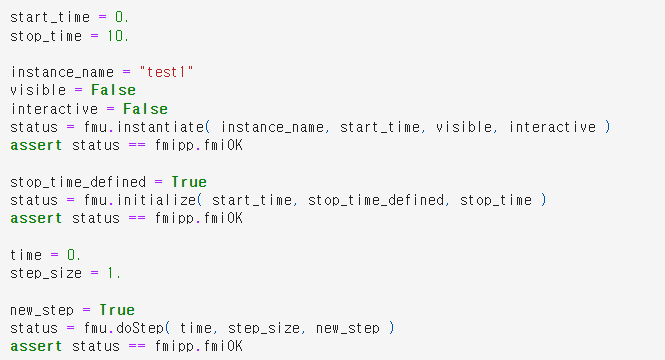 start_time = 0.
stop_time = 10.
instance_name = "test1"
visible = False
interactive = False
status = fmu.instantiate( instance_name, start_time, visible, interactive )
assert status == fmipp.fmiOK
stop_time_defined = True
status = fmu.initialize( start_time, stop_time_defined, stop_time )
assert status == fmipp.fmiOK
time = 0.
step_size = 1.
new_step = True
status = fmu.doStep( time, step_size, new_step )
assert status == fmipp.fmiOK